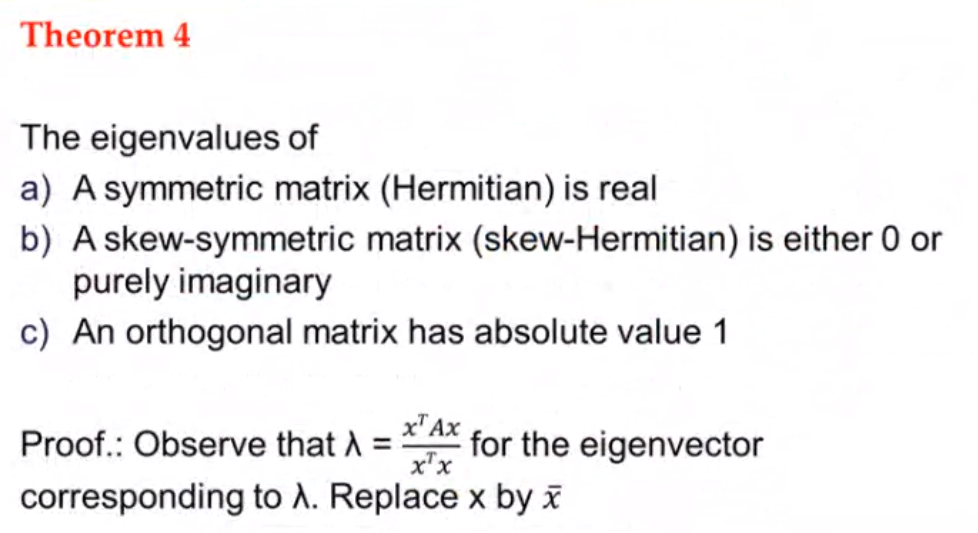 Theorem 4
The eigenvalues of
a) A symmetric matrix (Hermitian) is real
b) A skew-symmetric matrix (skew-Hermitian) is either 0 or
purely imaginary
c) An orthogonal matrix has absolute value 1
Proof.: Observe that λ = \frac{x^T Ax}{x^T x} for the eigenvector
corresponding to λ. Replace x by x̄